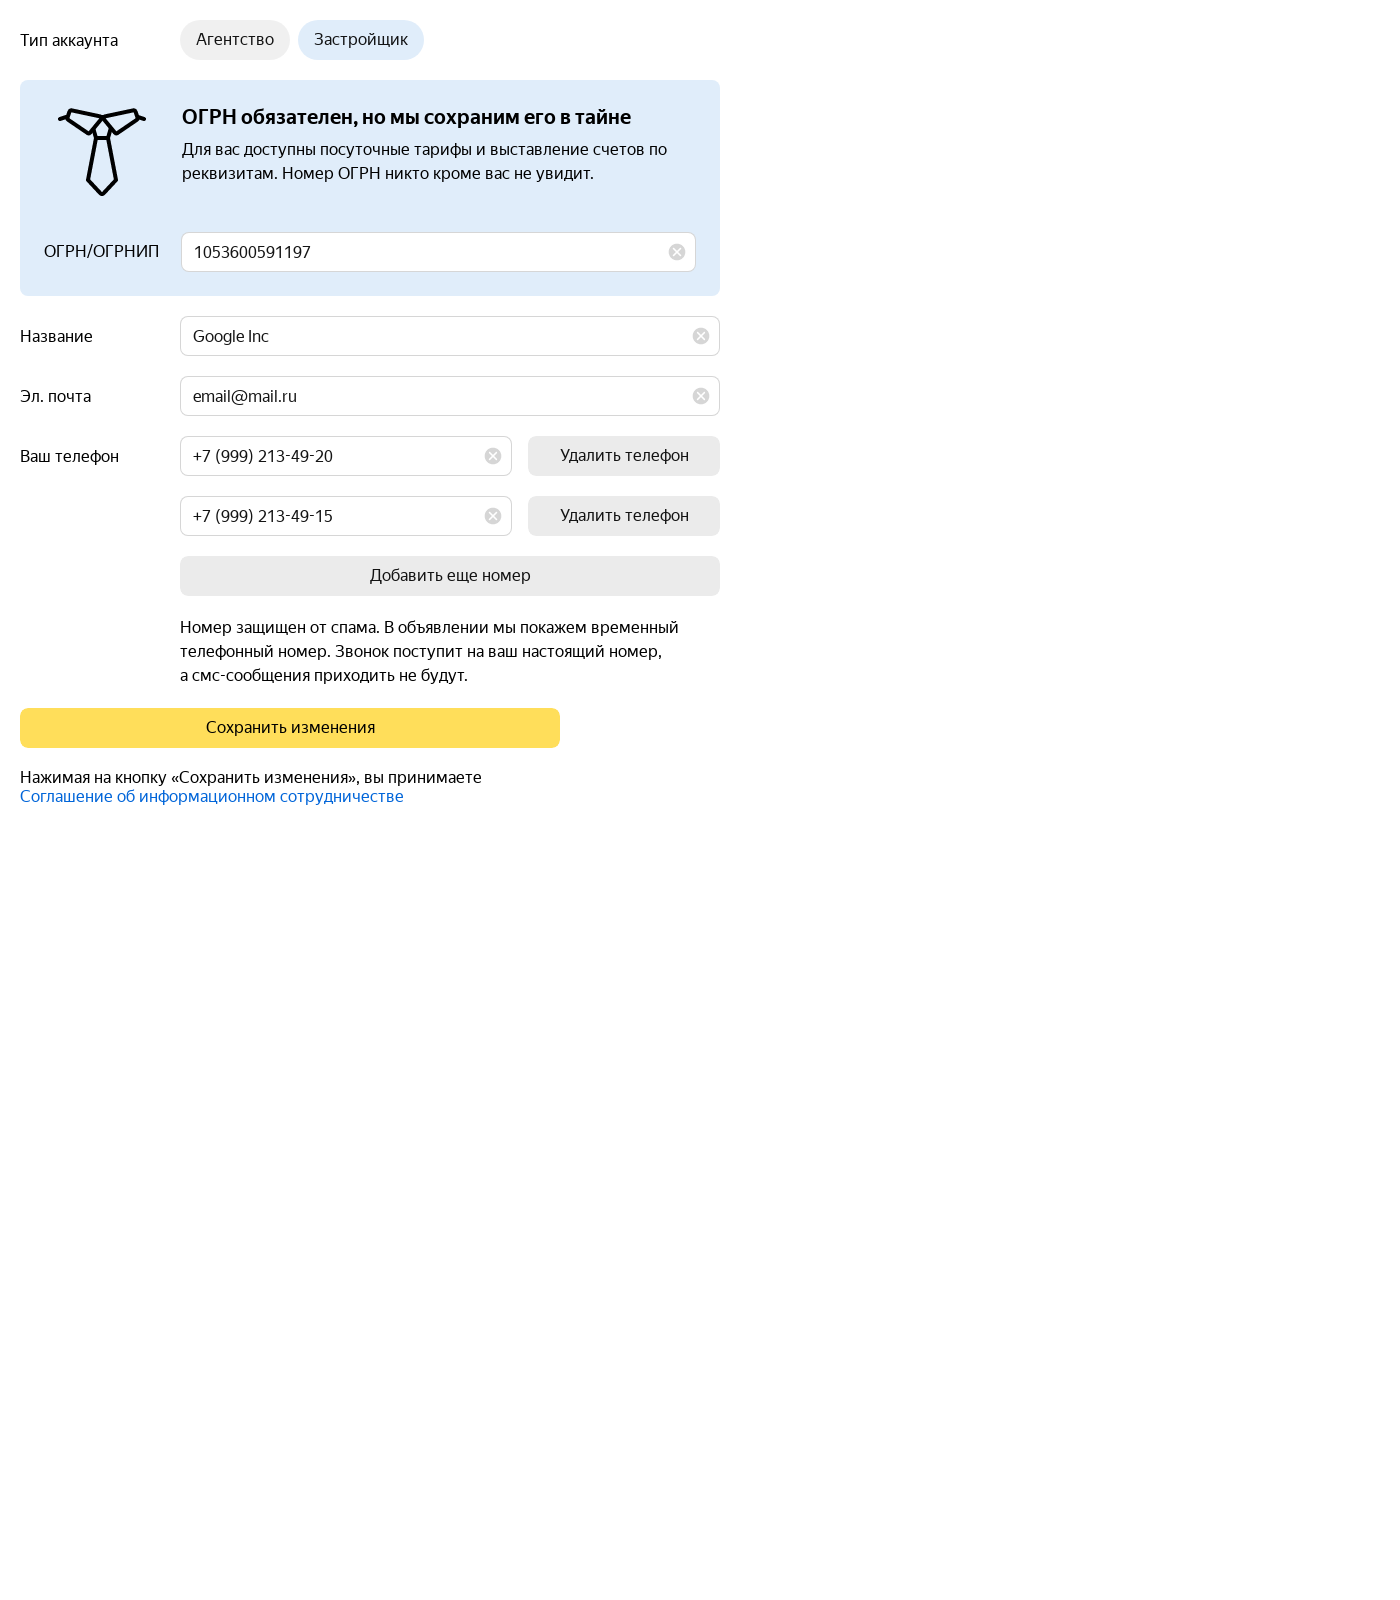 Тип аккаунта
Агентство
Застройщик
ОГРН обязателен, но мы сохраним его в тайне
Для вас доступны посуточные тарифы и выставление счетов по
реквизитам. Номер ОГРН никто кроме вас не увидит.
ОГРН/ОГРНИП
1053600591197
Название
Google Inc
Эл. почта
email@mail.ru
Ваш телефон
+7 (999) 213-49-20
Удалить телефон
+7 (999) 213-49-15
Удалить телефон
Добавить еще номер
Номер защищен от спама. В объявлении мы покажем временный
телефонный номер. Звонок поступит на ваш настоящий номер,
а смс-сообщения приходить не будут.
Сохранить изменения
Нажимая на кнопку «Сохранить изменения», вы принимаете
Соглашение об информационном сотрудничестве